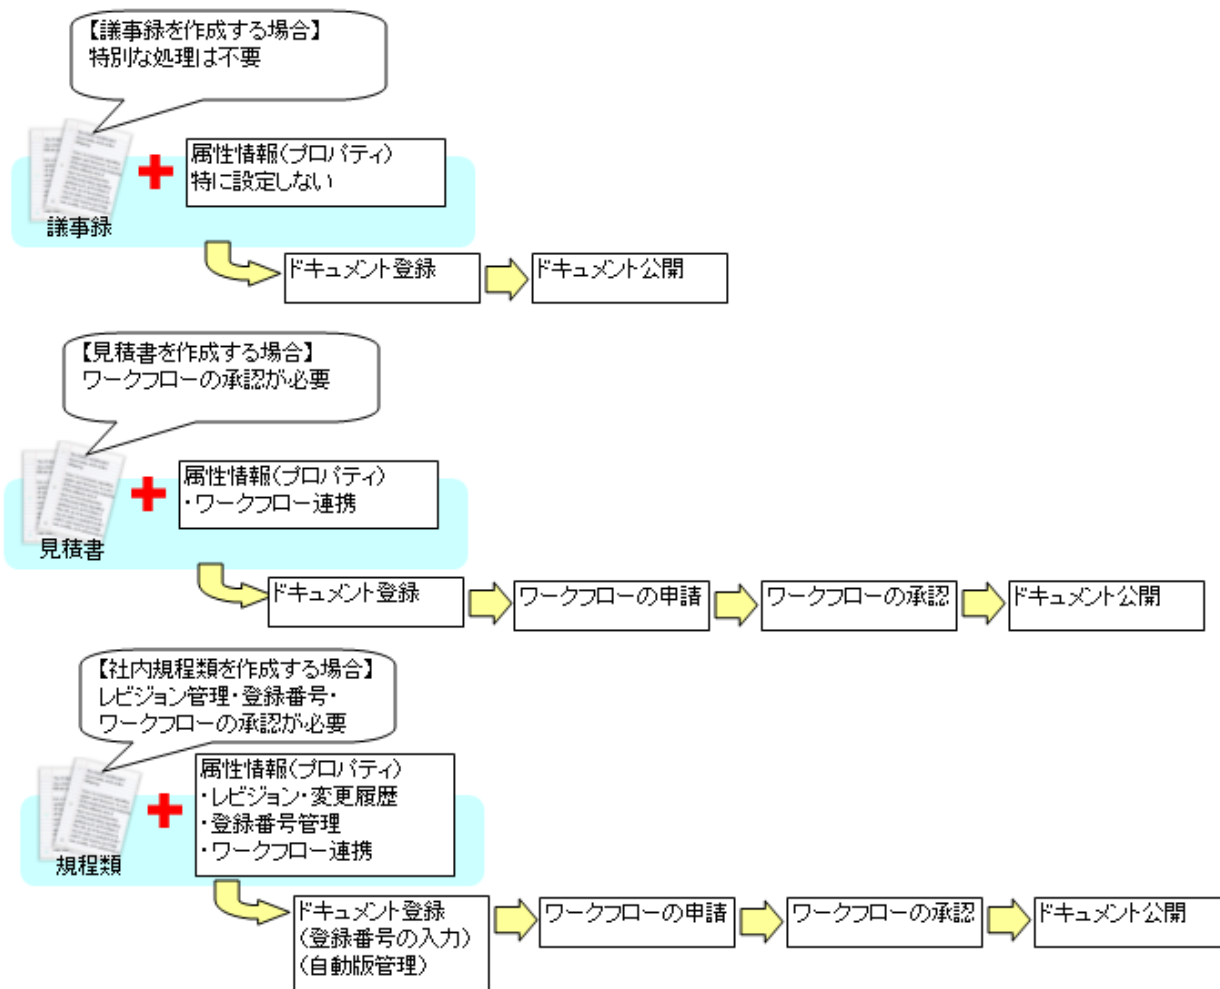 【議事録を作成する場合】
特別な処理は不要
属性情報(プロパティ)
特に設定しない
議事録
ドキュメント登録
ドキュメント公開
【見積書を作成する場合】
ワークフローの承認が必要
属性情報(プロパティ)
・ワークフロー連携
見積書
ドキュメント登録
ワークフローの申請
ワークフローの承認
ドキュメント公開
【社内規程類を作成する場合】
レビジョン管理・登録番号・
ワークフローの承認が必要
属性情報(プロパティ)
・レビジョン・変更履歴
・登録番号管理
・ワークフロー連携
規程類
ドキュメント登録
(登録番号の入力)
(自動版管理)
ワークフローの申請
ワークフローの承認
ドキュメント公開